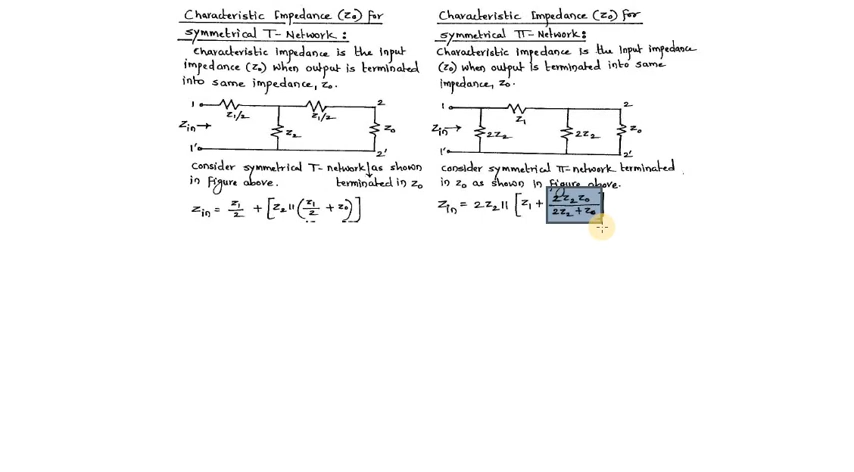 Characteristic Impedance (Z₀) for
symmetrical T-Network:
Characteristic impedance is the input
impedance (Z₀) when output is terminated
into same impedance, Z₀.
1
Z₁/2
Z₁/2
2
Zin→
Z₂
Z₀
1'
2'
Consider symmetrical T-network as shown
in figure above. terminated in Z₀
Zin = Z₁/2 + [Z₂ || (Z₁/2 + Z₀)]
Characteristic Impedance (Z₀) for
symmetrical Π-Network:
Characteristic impedance is the input impedance
(Z₀) when output is terminated into same
impedance, Z₀.
1
Z₁
2
Zin→
2Z₂
2Z₂
Z₀
1'
2'
Consider symmetrical Π-network terminated
in Z₀ as shown in figure above.
Zin = 2Z₂ || [Z₁ + 2Z₂Z₀/(2Z₂ + Z₀)